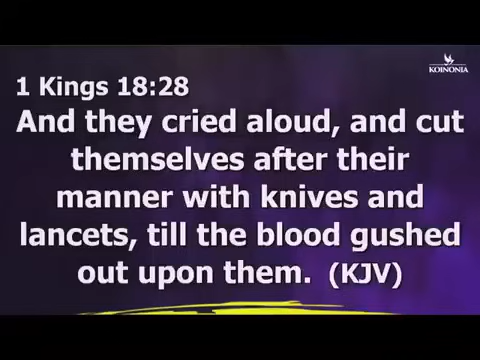 KOINONIA
1 Kings 18:28
And they cried aloud, and cut
themselves after their
manner with knives and
lancets, till the blood gushed
out upon them. (KJV)